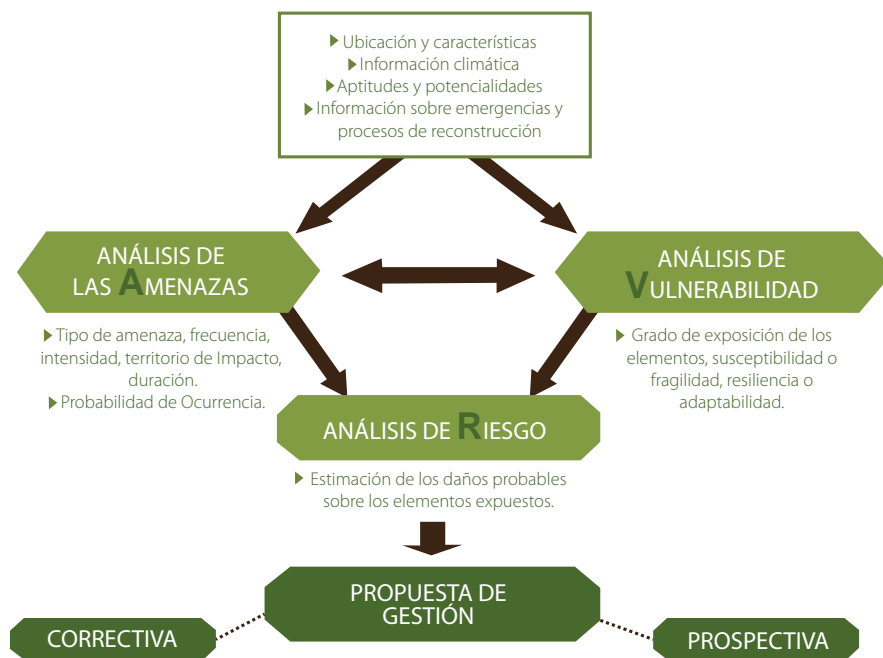 ▶ Ubicación y características
▶ Información climática
▶ Aptitudes y potencialidades
▶ Información sobre emergencias y
procesos de reconstrucción
ANÁLISIS DE
LAS AMENAZAS
ANÁLISIS DE
VULNERABILIDAD
▶ Tipo de amenaza, frecuencia,
intensidad, territorio de Impacto,
duración.
▶ Probabilidad de Ocurrencia.
▶ Grado de exposición de los
elementos, susceptibilidad o
fragilidad, resiliencia o
adaptabilidad.
ANÁLISIS DE RIESGO
▶ Estimación de los daños probables
sobre los elementos expuestos.
PROPUESTA DE
GESTIÓN
CORRECTIVA
PROSPECTIVA